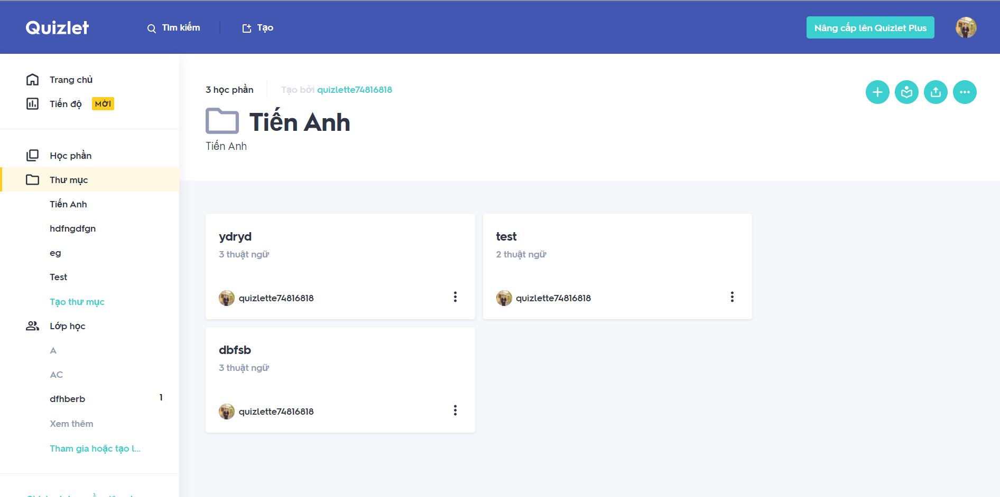 Quizlet
Tìm kiếm
Tạo
Nâng cấp lên Quizlet Plus
Trang chủ
Tiến độ MỚI
Học phần
Thư mục
Tiến Anh
hdfngdfgn
eg
Test
Tạo thư mục
Lớp học
A
AC
dfhberb 1
Xem thêm
Tham gia hoặc tạo l...
3 học phần
Tạo bởi quizlette74816818
Tiến Anh
Tiến Anh
ydryd
3 thuật ngữ
quizlette74816818
test
2 thuật ngữ
quizlette74816818
dbfsb
3 thuật ngữ
quizlette74816818